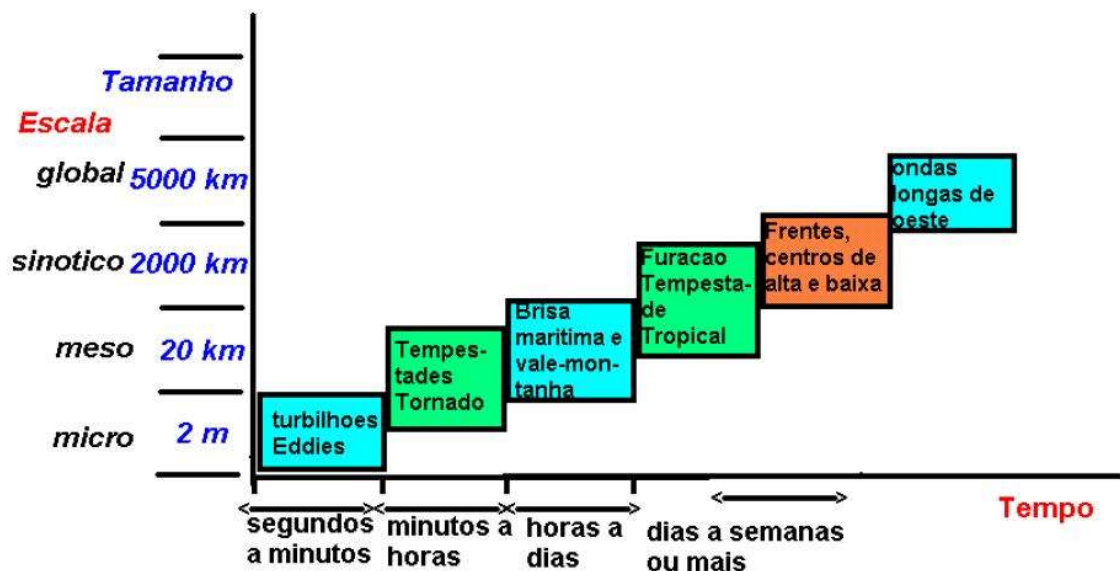 Tamanho
Escala
global 5000 km
sinotico 2000 km
meso 20 km
micro 2 m
ondas
longas de
oeste
Frentes,
centros de
alta e baixa
Furacao
Tempesta-
de
Tropical
Brisa
maritima e
vale-mon-
tanha
Tempes-
tades
Tornado
turbilhoes
Eddies
segundos
a minutos
minutos a
horas
horas a
dias
dias a semanas
ou mais
Tempo